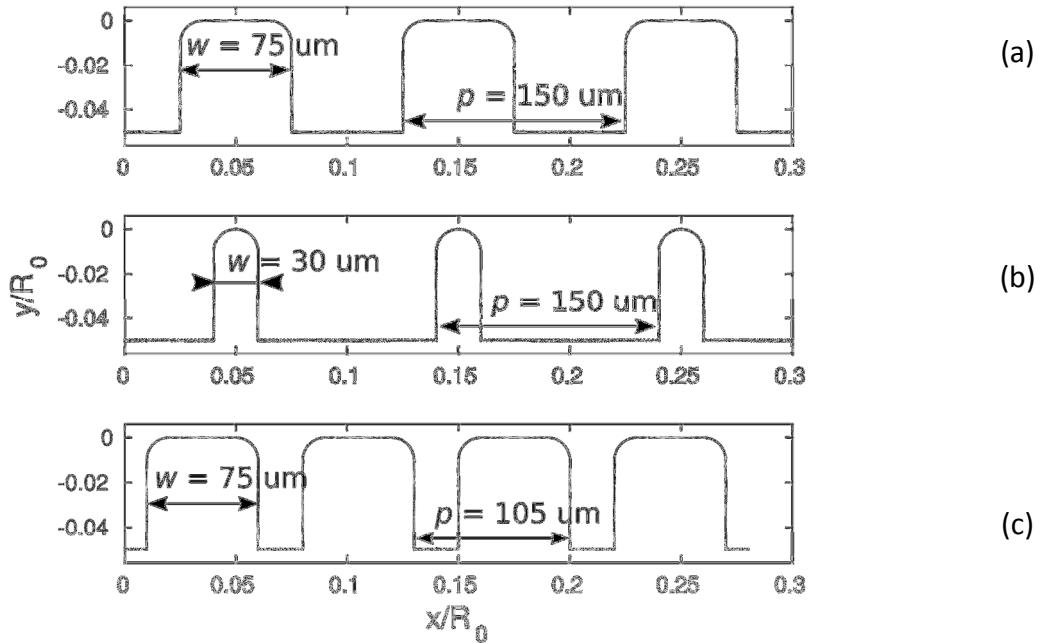 0
-0.02
-0.04
w = 75 um
p = 150 um
(a)
0 0.05 0.1 0.15 0.2 0.25 0.3
0
-0.02
-0.04
w = 30 um
p = 150 um
(b)
0 0.05 0.1 0.15 0.2 0.25 0.3
y/R0
0
-0.02
-0.04
w = 75 um
p = 105 um
(c)
0 0.05 0.1 0.15 0.2 0.25 0.3
x/R0